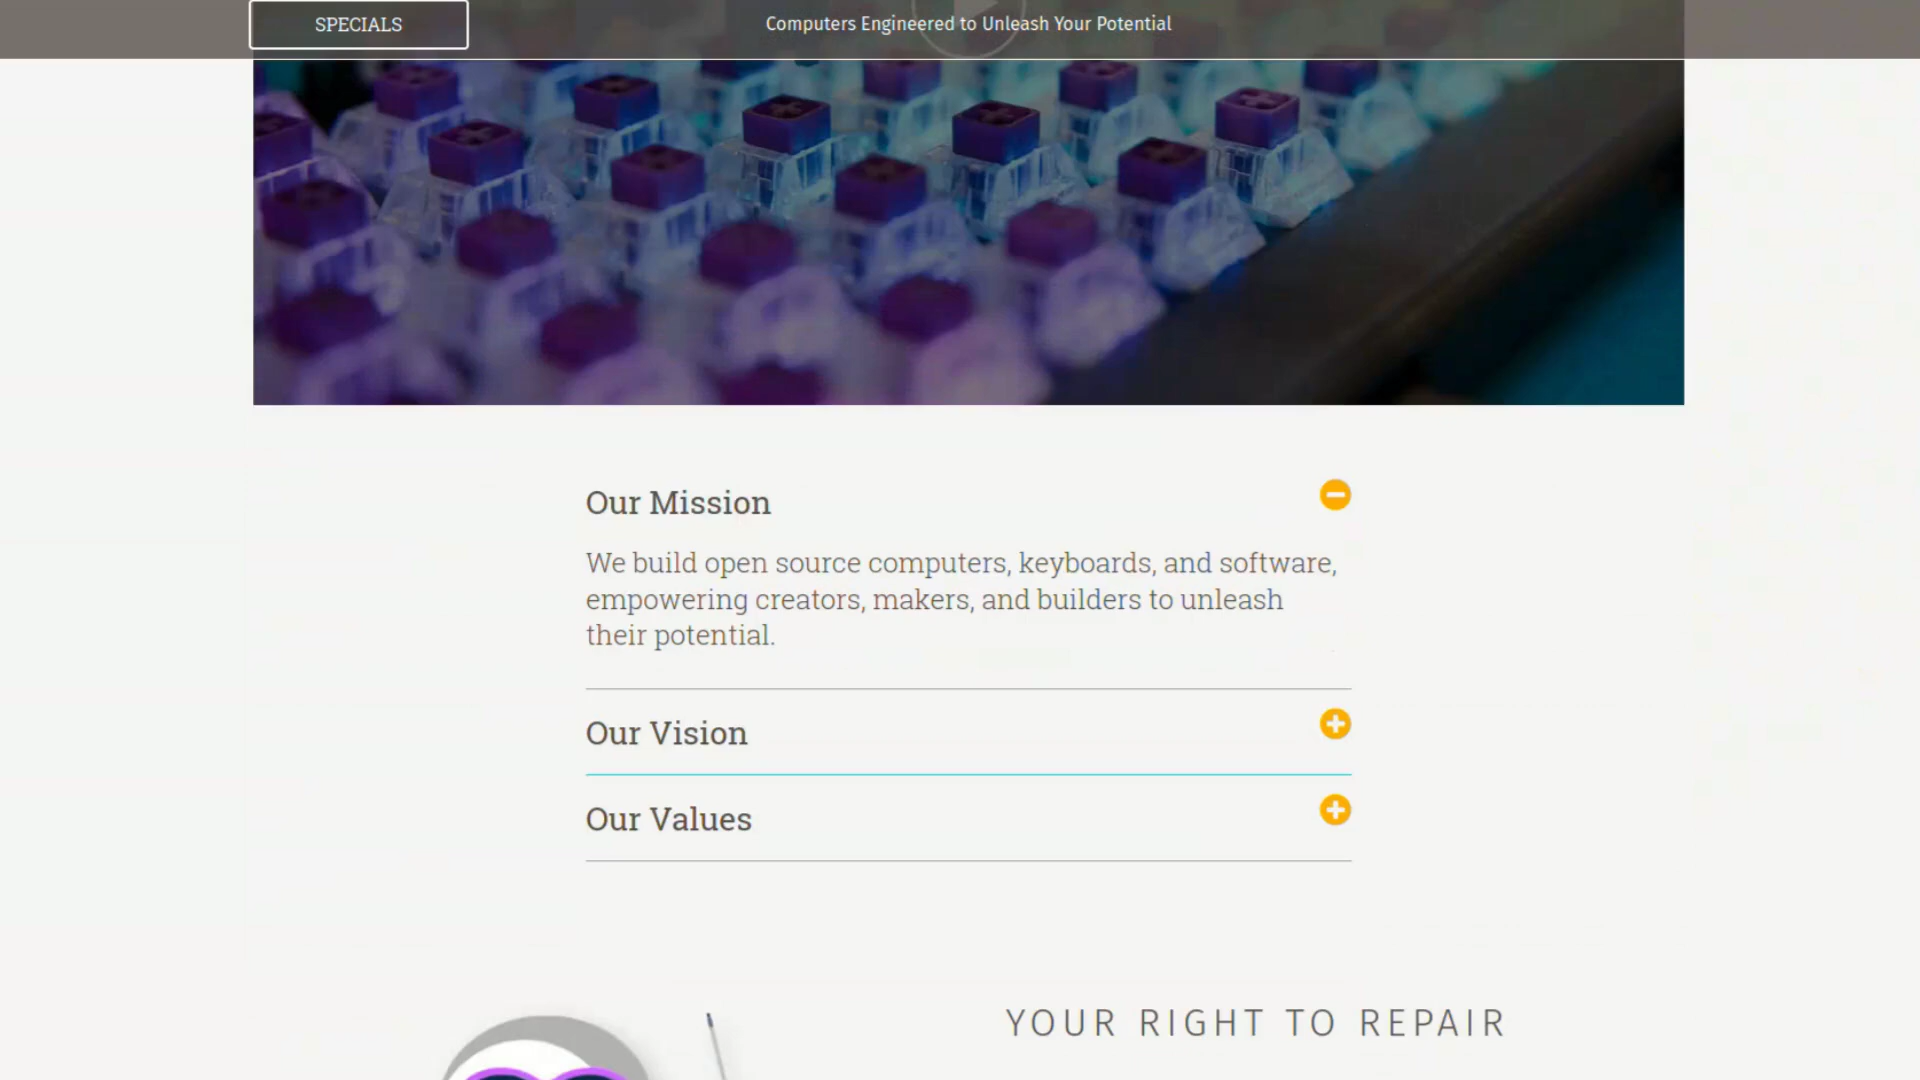 SPECIALS
Computers Engineered to Unleash Your Potential
Our Mission
We build open source computers, keyboards, and software,
empowering creators, makers, and builders to unleash
their potential.
Our Vision
Our Values
YOUR RIGHT TO REPAIR